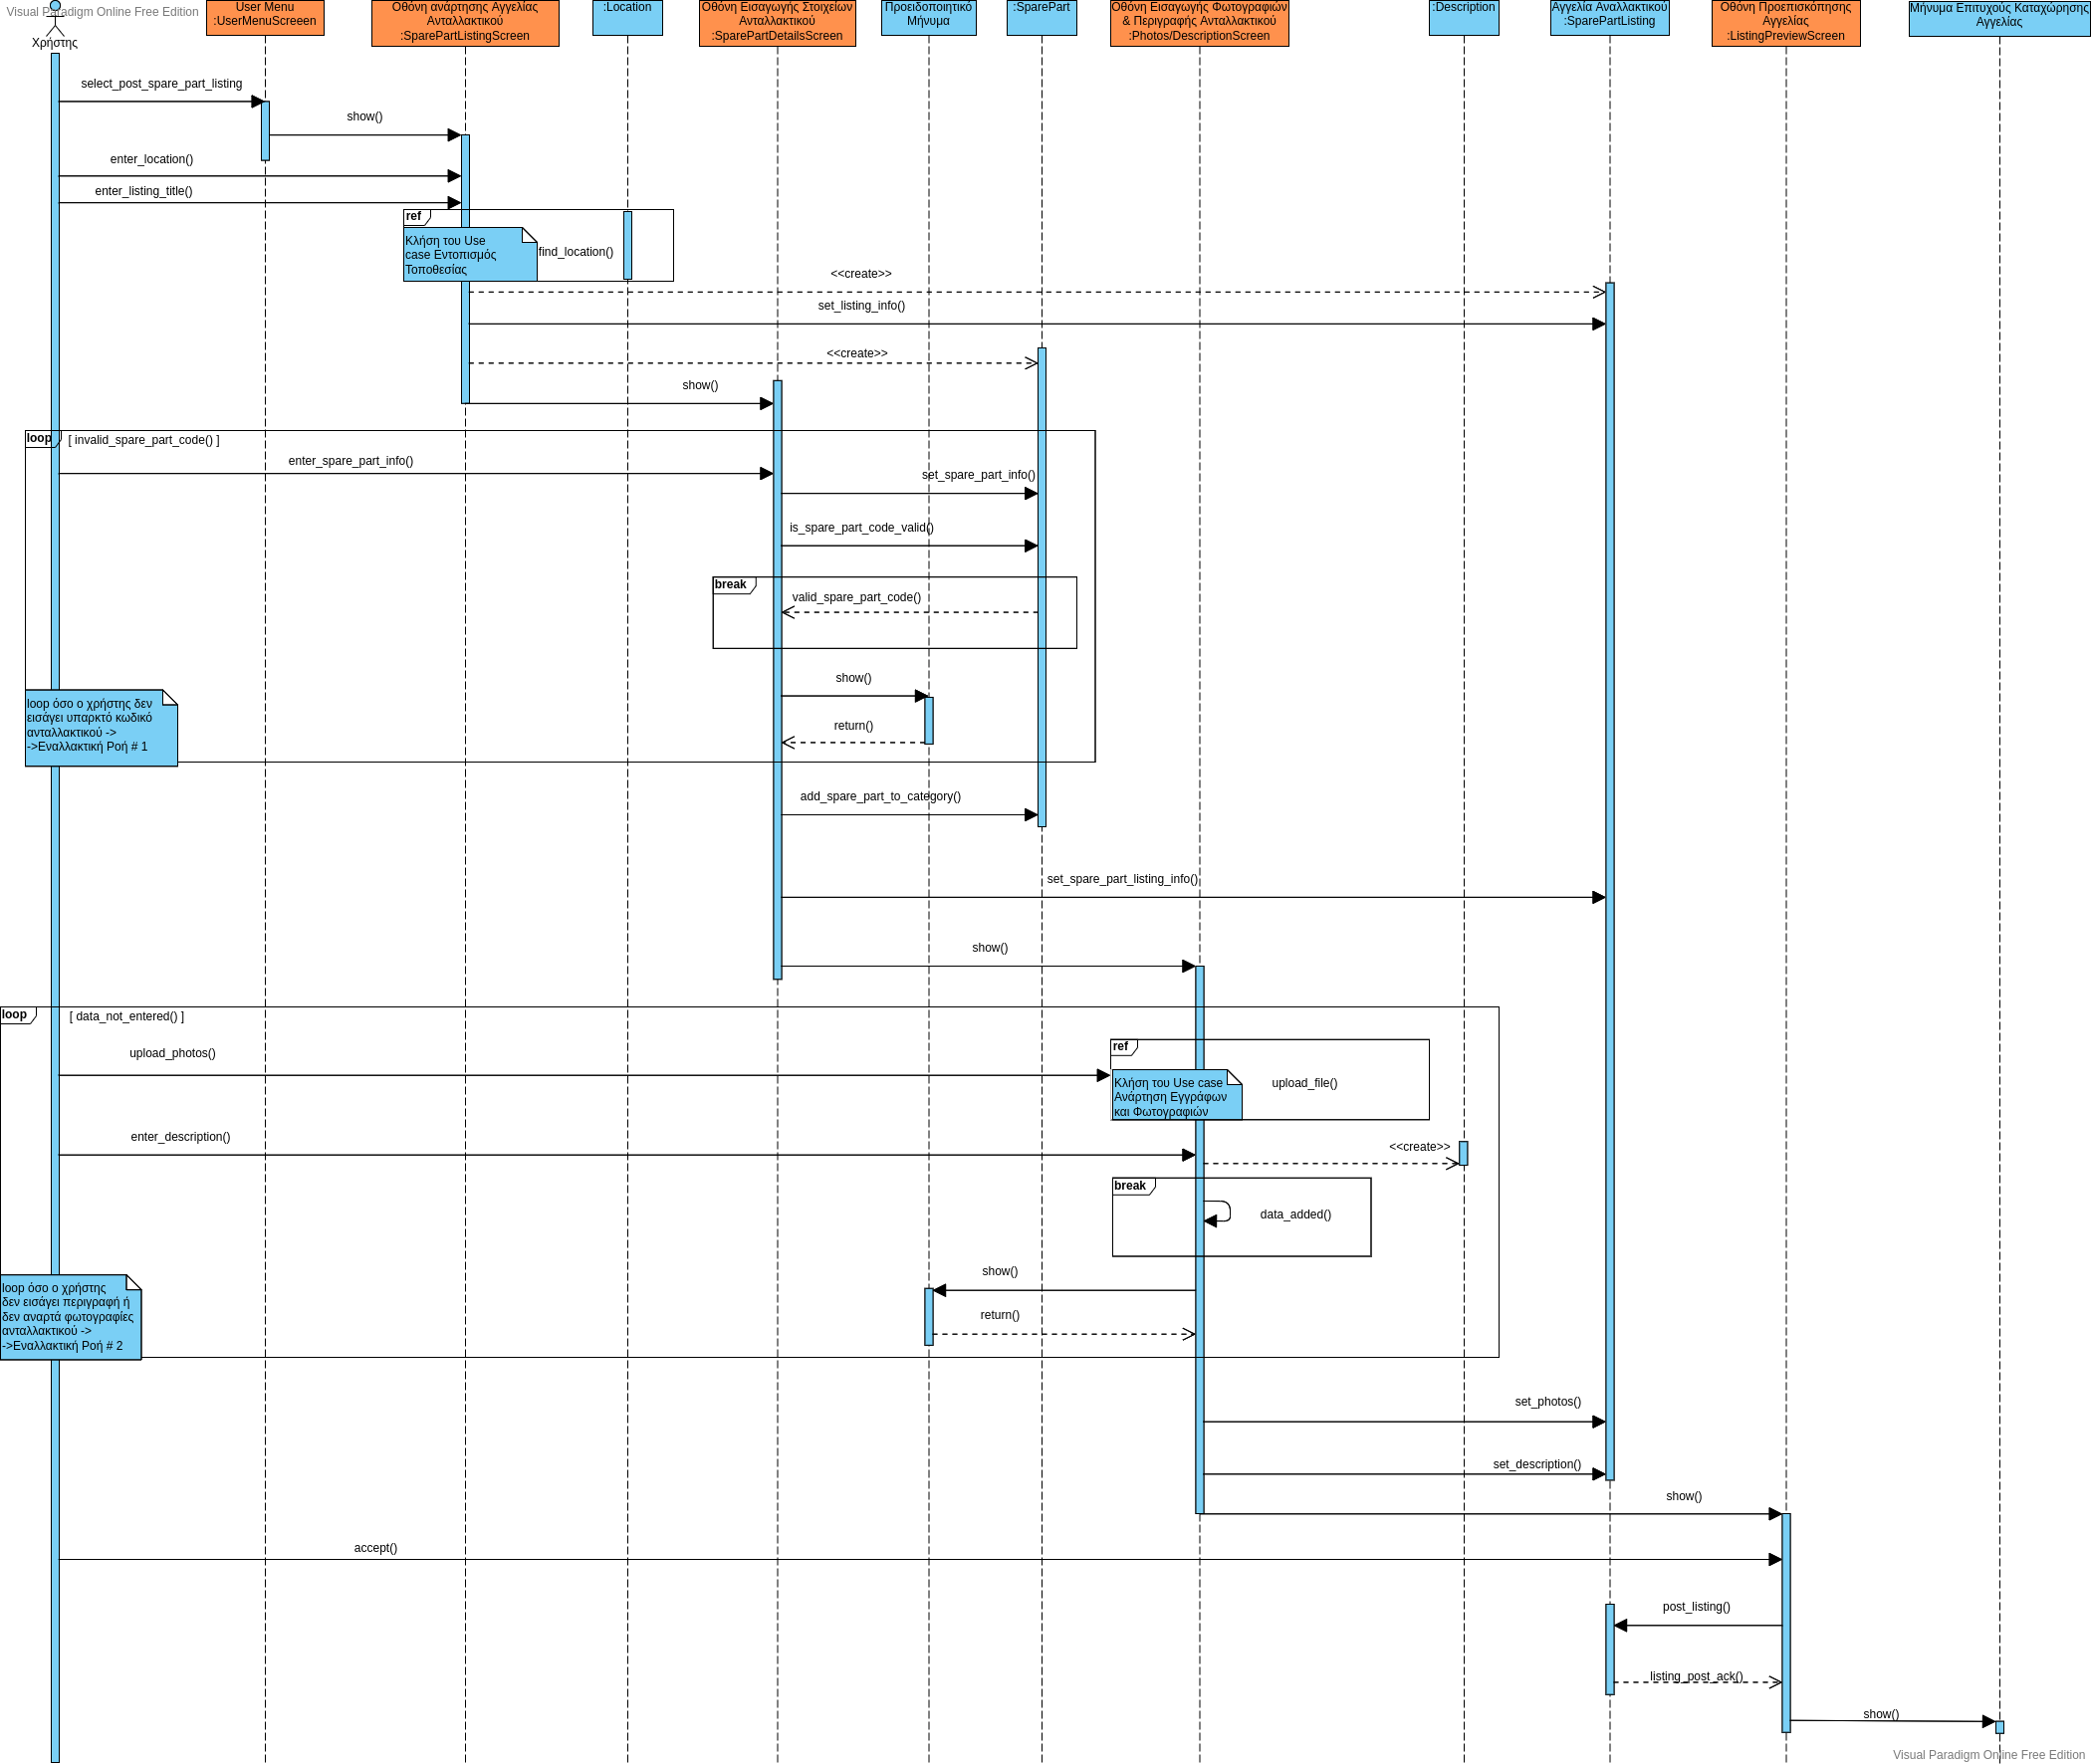 Visual Paradigm Online Free Edition
Χρήστης
User Menu
:UserMenuScreeen
Οθόνη ανάρτησης Αγγελίας
Ανταλλακτικού
:SparePartListingScreen
:Location
Οθόνη Εισαγωγής Στοιχείων
Ανταλλακτικού
:SparePartDetailsScreen
Προειδοποιητικό
Μήνυμα
:SparePart
Οθόνη Εισαγωγής Φωτογραφιών
& Περιγραφής Ανταλλακτικού
:Photos/DescriptionScreen
:Description
Αγγελία Αναλλακτικού
:SparePartListing
Οθόνη Προεπισκόπησης
Αγγελίας
:ListingPreviewScreen
Μήνυμα Επιτυχούς Καταχώρησης
Αγγελίας
select_post_spare_part_listing
show()
enter_location()
enter_listing_title()
ref
Κλήση του Use
case Εντοπισμός
Τοποθεσίας
find_location()
<<create>>
set_listing_info()
<<create>>
show()
loop
[ invalid_spare_part_code() ]
enter_spare_part_info()
set_spare_part_info()
is_spare_part_code_valid()
break
valid_spare_part_code()
show()
return()
loop όσο ο χρήστης δεν
εισάγει υπαρκτό κωδικό
ανταλλακτικού ->
->Εναλλακτική Ροή # 1
add_spare_part_to_category()
set_spare_part_listing_info()
show()
loop
[ data_not_entered() ]
upload_photos()
ref
Κλήση του Use case
Ανάρτηση Εγγράφων
και Φωτογραφιών
upload_file()
enter_description()
<<create>>
break
data_added()
show()
return()
loop όσο ο χρήστης
δεν εισάγει περιγραφή ή
δεν αναρτά φωτογραφίες
ανταλλακτικού ->
->Εναλλακτική Ροή # 2
set_photos()
set_description()
show()
accept()
post_listing()
listing_post_ack()
show()
Visual Paradigm Online Free Edition